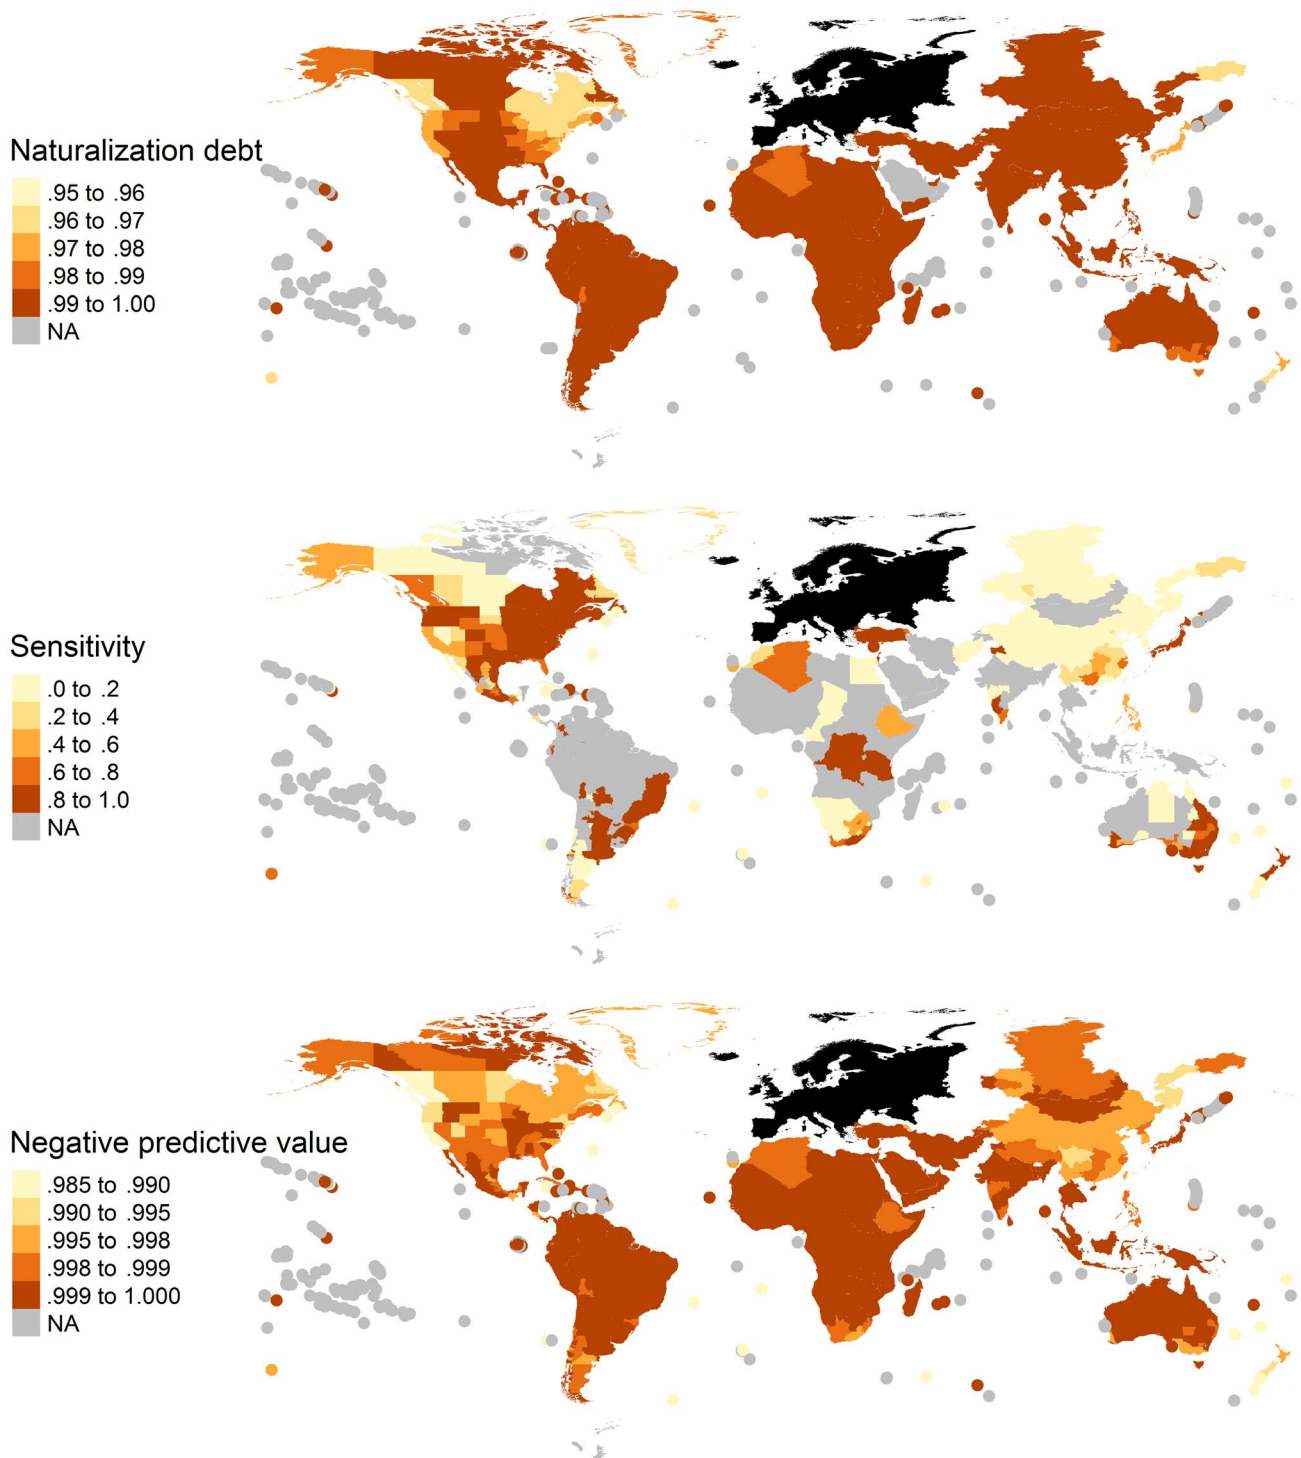 Naturalization debt
.95 to .96
.96 to .97
.97 to .98
.98 to .99
.99 to 1.00
NA
Sensitivity
.0 to .2
.2 to .4
.4 to .6
.6 to .8
.8 to 1.0
NA
Negative predictive value
.985 to .990
.990 to .995
.995 to .998
.998 to .999
.999 to 1.000
NA